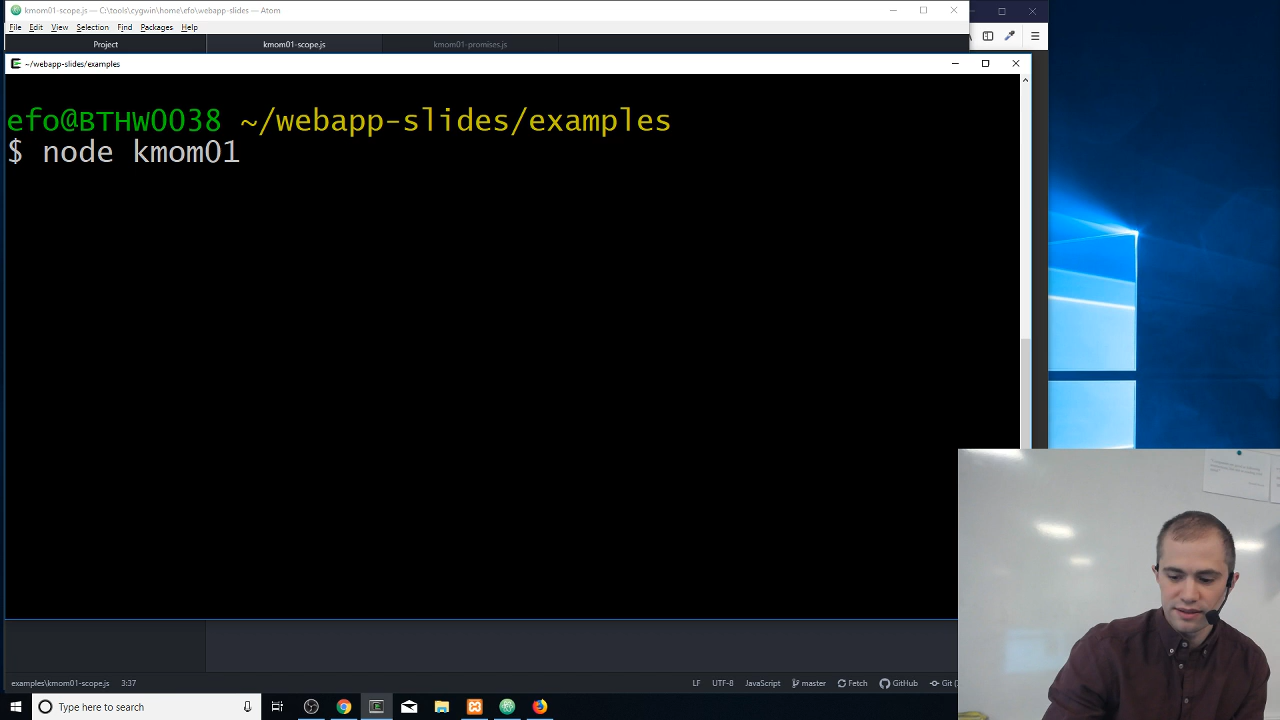 kmom01-scope.js — C:\tools\cygwin\home\efo\webapp-slides — Atom
File Edit View Selection Find Packages Help
Project kmom01-scope.js kmom01-promises.js
~/webapp-slides/examples
efo@BTHW0038 ~/webapp-slides/examples
$ node kmom01
examples\kmom01-scope.js 3:37 LF UTF-8 JavaScript master Fetch GitHub Git
Type here to search